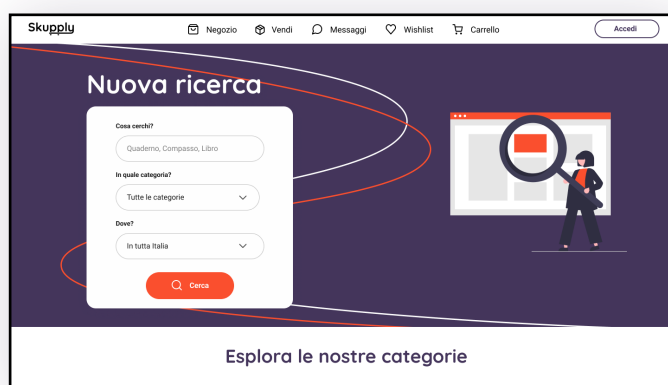 Skupply
Negozio Vendi Messaggi Wishlist Carrello Accedi
Nuova ricerca
Cosa cerchi?
Quaderno, Compasso, Libro
In quale categoria?
Tutte le categorie
Dove?
In tutta Italia
Cerca
Esplora le nostre categorie